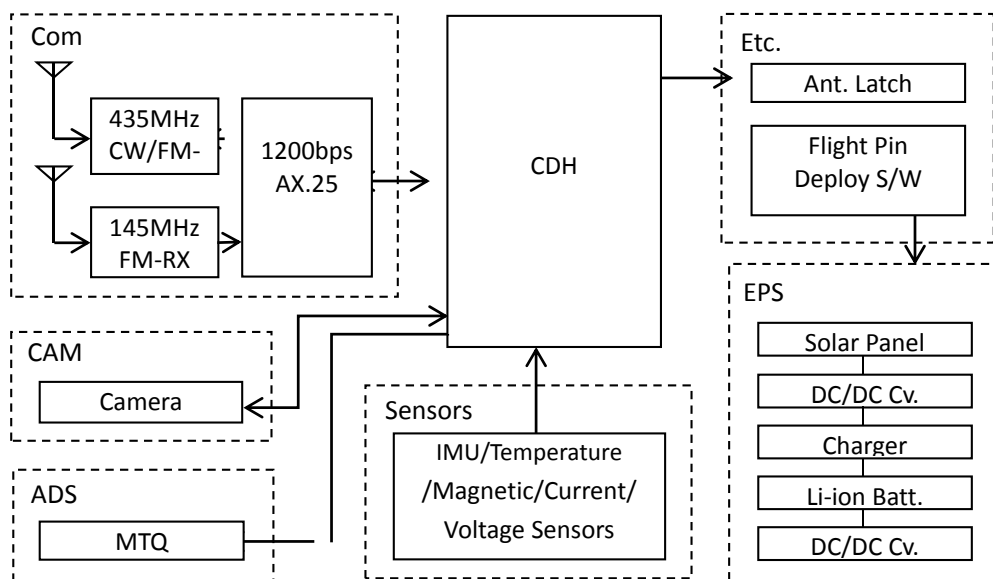 Com
435MHz
CW/FM-
145MHz
FM-RX
1200bps
AX.25
CDH
Etc.
Ant. Latch
Flight Pin
Deploy S/W
EPS
Solar Panel
DC/DC Cv.
Charger
Li-ion Batt.
DC/DC Cv.
CAM
Camera
ADS
MTQ
Sensors
IMU/Temperature
/Magnetic/Current/
Voltage Sensors